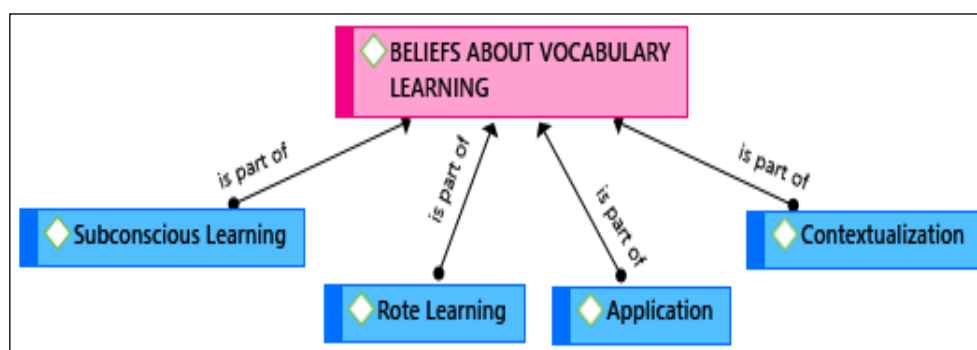 BELIEFS ABOUT VOCABULARY
LEARNING
is part of
is part of
is part of
is part of
Subconscious Learning
Contextualization
Rote Learning
Application